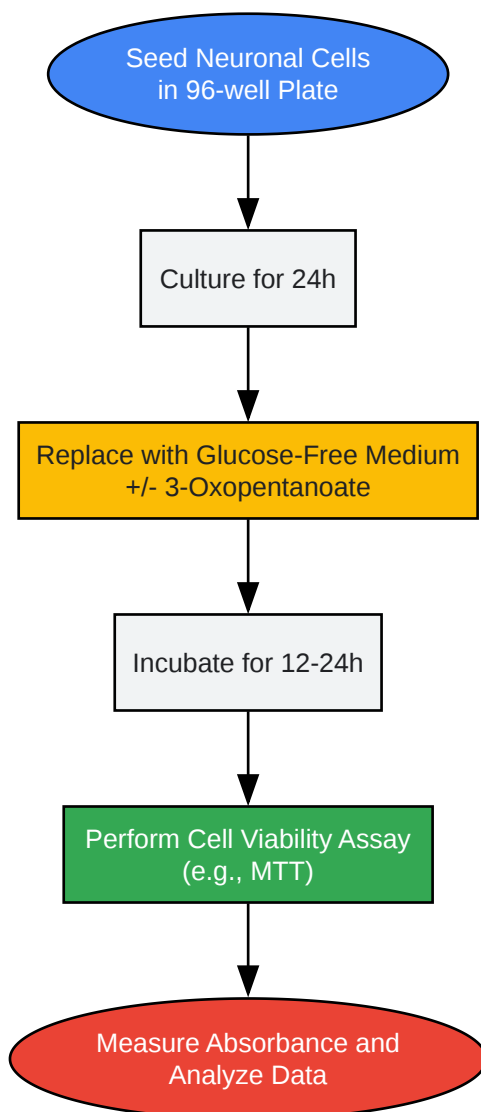 Seed Neuronal Cells
in 96-well Plate
Culture for 24h
Replace with Glucose-Free Medium
+/- 3-Oxopentanoate
Incubate for 12-24h
Perform Cell Viability Assay
(e.g., MTT)
Measure Absorbance and
Analyze Data